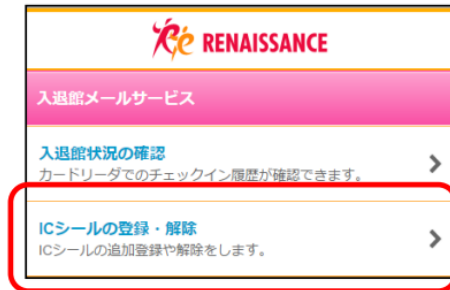 Ré RENAISSANCE
入退館メールサービス
入退館状況の確認
カードリーダでのチェックイン履歴が確認できます。
ICシールの登録・解除
ICシールの追加登録や解除をします。